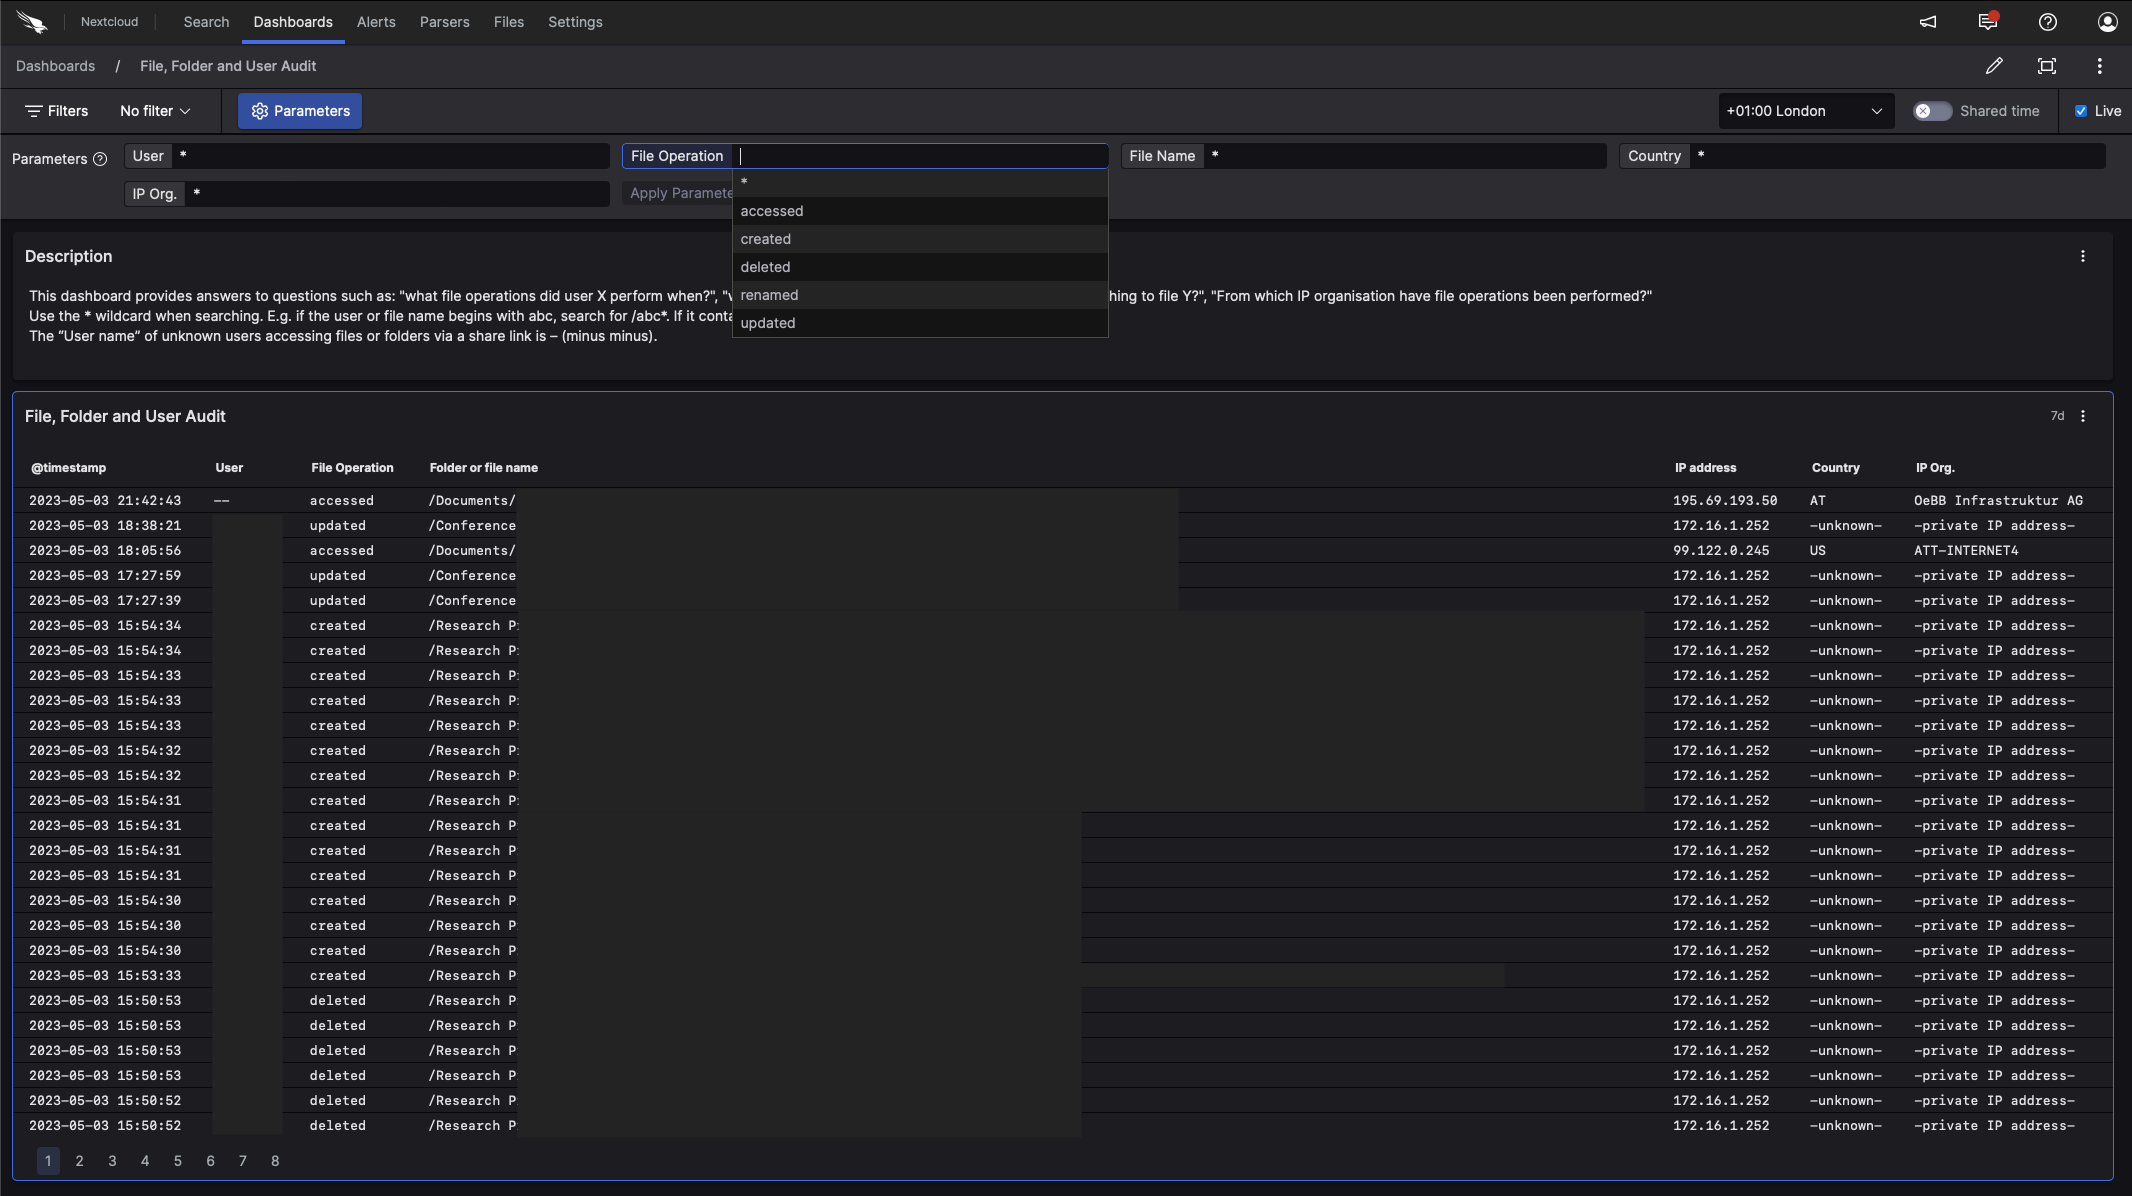 Nextcloud Search Dashboards Alerts Parsers Files Settings
Dashboards / File, Folder and User Audit
Filters No filter Parameters +01:00 London Shared time Live
Parameters User * File Operation File Name * Country *
IP Org. * Apply
*
accessed
created
deleted
renamed
updated
Description
This dashboard provides answers to questions such as: "what file operations did user X perform when?", to file Y?", "From which IP organisation have file operations been performed?"
Use the * wildcard when searching. E.g. if the user or file name begins with abc, search for /abc*. If it
The “User name” of unknown users accessing files or folders via a share link is – (minus minus).
File, Folder and User Audit 7d
@timestamp User File Operation Folder or file name IP address Country IP Org.
2023-05-03 21:42:43 -- accessed /Documents/ 195.69.193.50 AT OeBB Infrastruktur AG
2023-05-03 18:38:21 updated /Conference 172.16.1.252 -unknown- -private IP address-
2023-05-03 18:05:56 accessed /Documents/ 99.122.0.245 US ATT-INTERNET4
2023-05-03 17:27:59 updated /Conference 172.16.1.252 -unknown- -private IP address-
2023-05-03 17:27:39 updated /Conference 172.16.1.252 -unknown- -private IP address-
2023-05-03 15:54:34 created /Research P 172.16.1.252 -unknown- -private IP address-
2023-05-03 15:54:34 created /Research P 172.16.1.252 -unknown- -private IP address-
2023-05-03 15:54:33 created /Research P 172.16.1.252 -unknown- -private IP address-
2023-05-03 15:54:33 created /Research P 172.16.1.252 -unknown- -private IP address-
2023-05-03 15:54:33 created /Research P 172.16.1.252 -unknown- -private IP address-
2023-05-03 15:54:32 created /Research P 172.16.1.252 -unknown- -private IP address-
2023-05-03 15:54:32 created /Research P 172.16.1.252 -unknown- -private IP address-
2023-05-03 15:54:31 created /Research P 172.16.1.252 -unknown- -private IP address-
2023-05-03 15:54:31 created /Research P 172.16.1.252 -unknown- -private IP address-
2023-05-03 15:54:31 created /Research P 172.16.1.252 -unknown- -private IP address-
2023-05-03 15:54:31 created /Research P 172.16.1.252 -unknown- -private IP address-
2023-05-03 15:54:30 created /Research P 172.16.1.252 -unknown- -private IP address-
2023-05-03 15:54:30 created /Research P 172.16.1.252 -unknown- -private IP address-
2023-05-03 15:54:30 created /Research P 172.16.1.252 -unknown- -private IP address-
2023-05-03 15:53:33 created /Research P 172.16.1.252 -unknown- -private IP address-
2023-05-03 15:50:53 deleted /Research P 172.16.1.252 -unknown- -private IP address-
2023-05-03 15:50:53 deleted /Research P 172.16.1.252 -unknown- -private IP address-
2023-05-03 15:50:53 deleted /Research P 172.16.1.252 -unknown- -private IP address-
2023-05-03 15:50:53 deleted /Research P 172.16.1.252 -unknown- -private IP address-
2023-05-03 15:50:52 deleted /Research P 172.16.1.252 -unknown- -private IP address-
2023-05-03 15:50:52 deleted /Research P 172.16.1.252 -unknown- -private IP address-
1 2 3 4 5 6 7 8